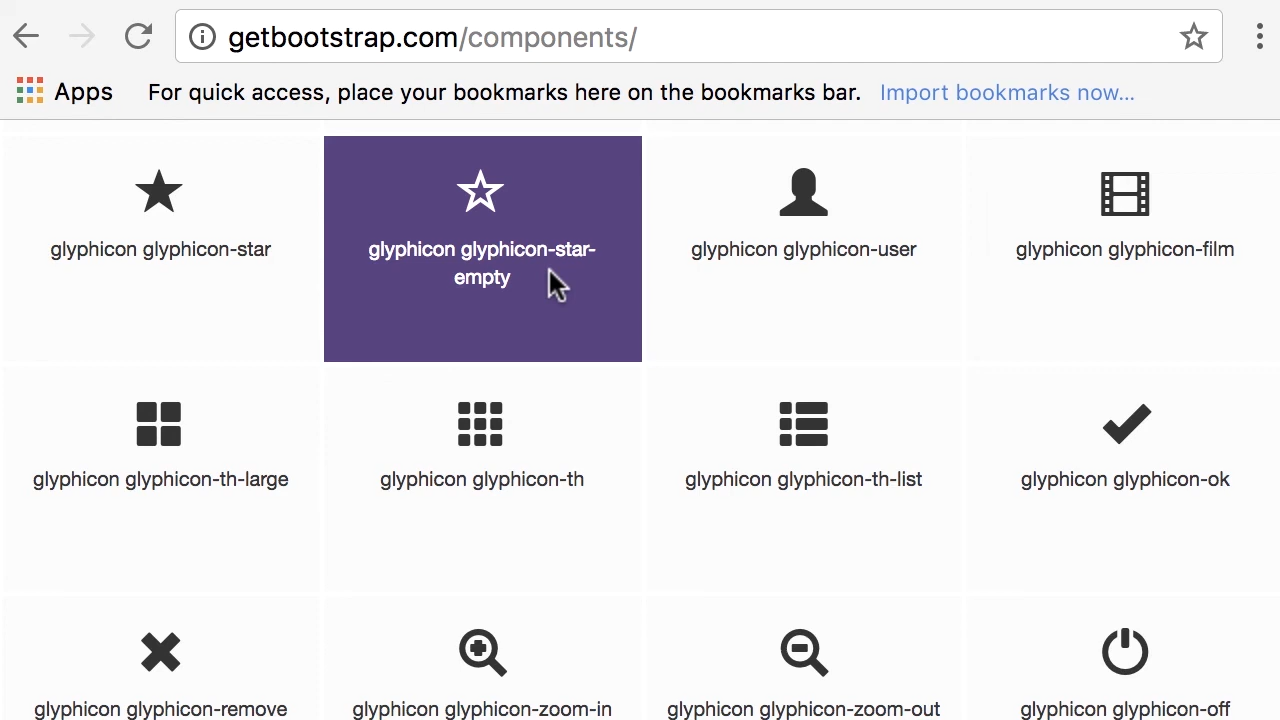 getbootstrap.com/components/
Apps For quick access, place your bookmarks here on the bookmarks bar. Import bookmarks now...
glyphicon glyphicon-star
glyphicon glyphicon-star-
empty
glyphicon glyphicon-user
glyphicon glyphicon-film
glyphicon glyphicon-th-large
glyphicon glyphicon-th
glyphicon glyphicon-th-list
glyphicon glyphicon-ok
glyphicon glyphicon-remove
glyphicon glyphicon-zoom-in
glyphicon glyphicon-zoom-out
glyphicon glyphicon-off